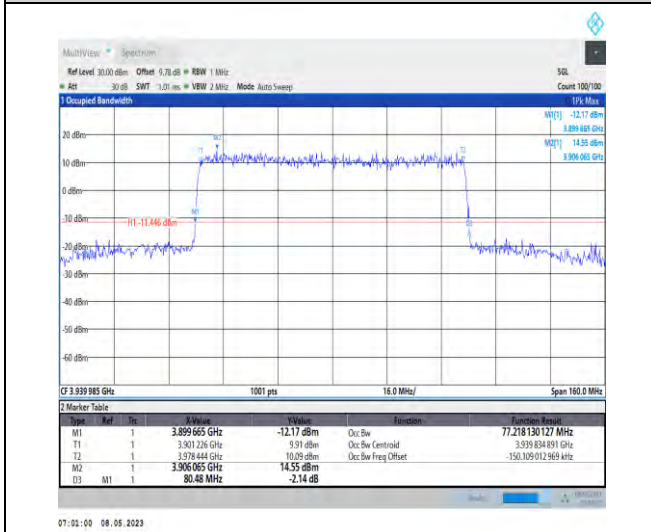 MultiView Spectrum
Ref Level 30.00 dBm Offset 9.78 dB RBW 1 MHz SGL
Att 30 dB SWT 1.01 ms VBW 2 MHz Mode Auto Sweep Count 100/100
1 Occupied Bandwidth 1Pk Max
M1[1] -12.17 dBm
3.899 665 GHz
M2[1] 14.55 dBm
3.906 065 GHz
20 dBm
M2
T1
T2
10 dBm
0 dBm
M1
-10 dBm
H1 -11.446 dBm
D3
-20 dBm
-30 dBm
-40 dBm
-50 dBm
-60 dBm
CF 3.939 985 GHz 1001 pts 16.0 MHz/ Span 160.0 MHz
2 Marker Table
Type Ref Trc X-Value Y-Value Function Function Result
M1 1 3.899 665 GHz -12.17 dBm Occ Bw 77.218 130 127 MHz
T1 1 3.901 226 GHz 9.91 dBm Occ Bw Centroid 3.939 834 891 GHz
T2 1 3.978 444 GHz 10.09 dBm Occ Bw Freq Offset -150.109 012 969 kHz
M2 1 3.906 065 GHz 14.55 dBm
D3 M1 1 80.48 MHz -2.14 dB
07:01:00 08.05.2023